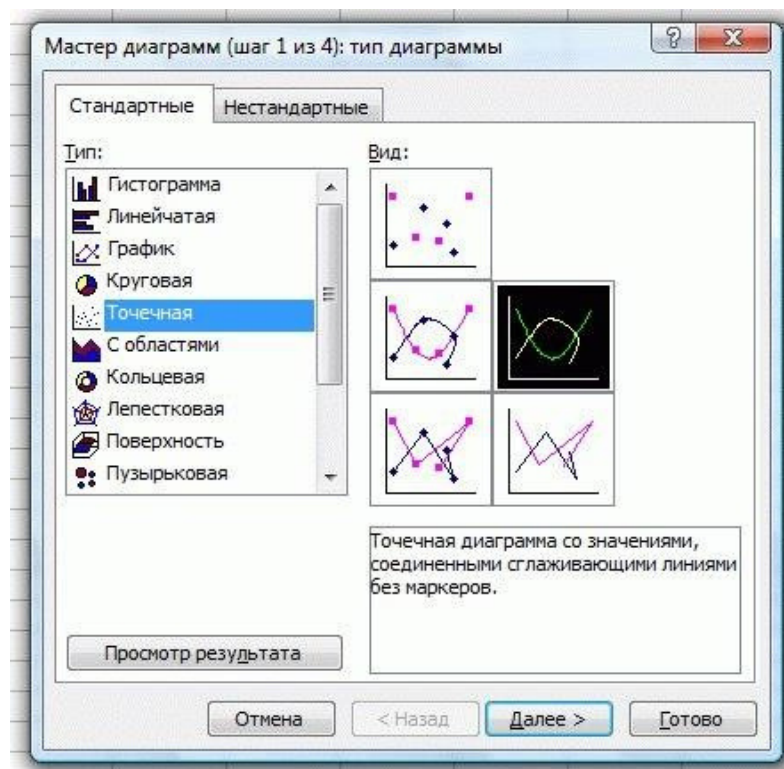 Мастер диаграмм (шаг 1 из 4): тип диаграммы
Стандартные
Нестандартные
Тип:
Гистограмма
Линейчатая
График
Круговая
Точечная
С областями
Кольцевая
Лепестковая
Поверхность
Пузырьковая
Вид:
Точечная диаграмма со значениями,
соединенными сглаживающими линиями
без маркеров.
Просмотр результата
Отмена
< Назад
Далее >
Готово